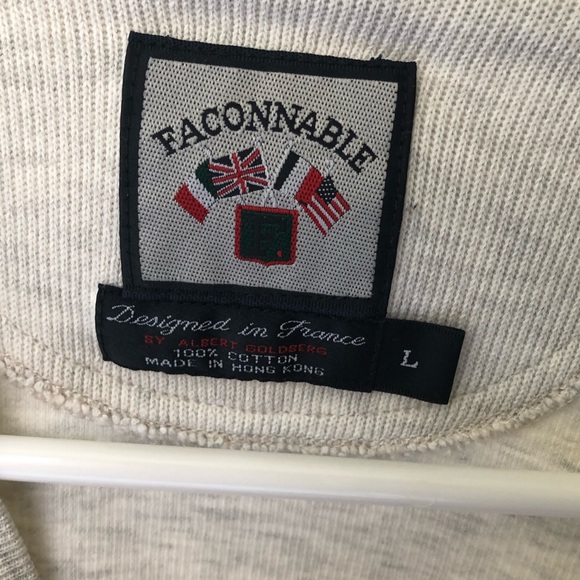 FACONNABLE
Designed in France
BY ALBERT GOLDBERG
100% COTTON
MADE IN HONG KONG
L